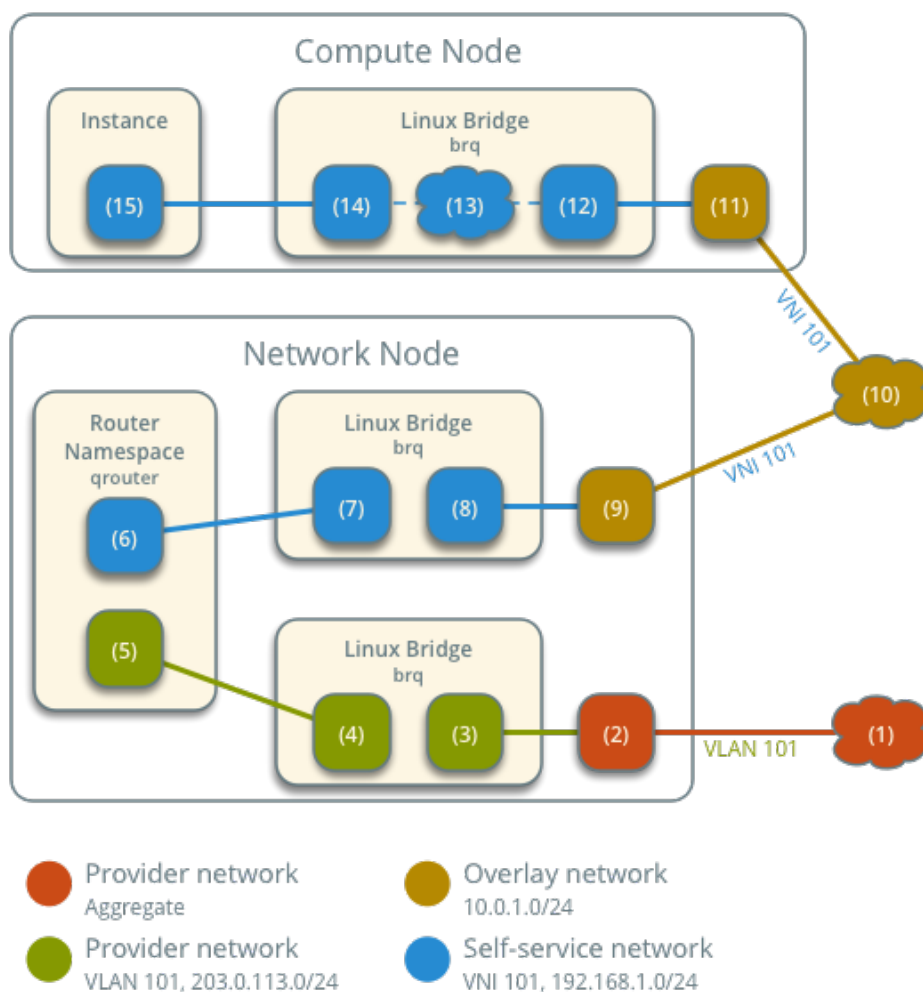 Compute Node
Instance
Linux Bridge
brq
(15)
(14)
(13)
(12)
(11)
VNI 101
Network Node
(10)
Router
Namespace
qrouter
Linux Bridge
brq
VNI 101
(6)
(7)
(8)
(9)
(5)
Linux Bridge
brq
(4)
(3)
(2)
VLAN 101
(1)
Provider network
Aggregate
Overlay network
10.0.1.0/24
Provider network
VLAN 101, 203.0.113.0/24
Self-service network
VNI 101, 192.168.1.0/24